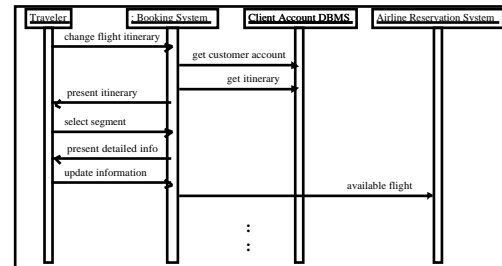 Traveler
: Booking System
Client Account DBMS
Airline Reservation System
change flight itinerary
get customer account
get itinerary
present itinerary
select segment
present detailed info
update information
available flight
:
: